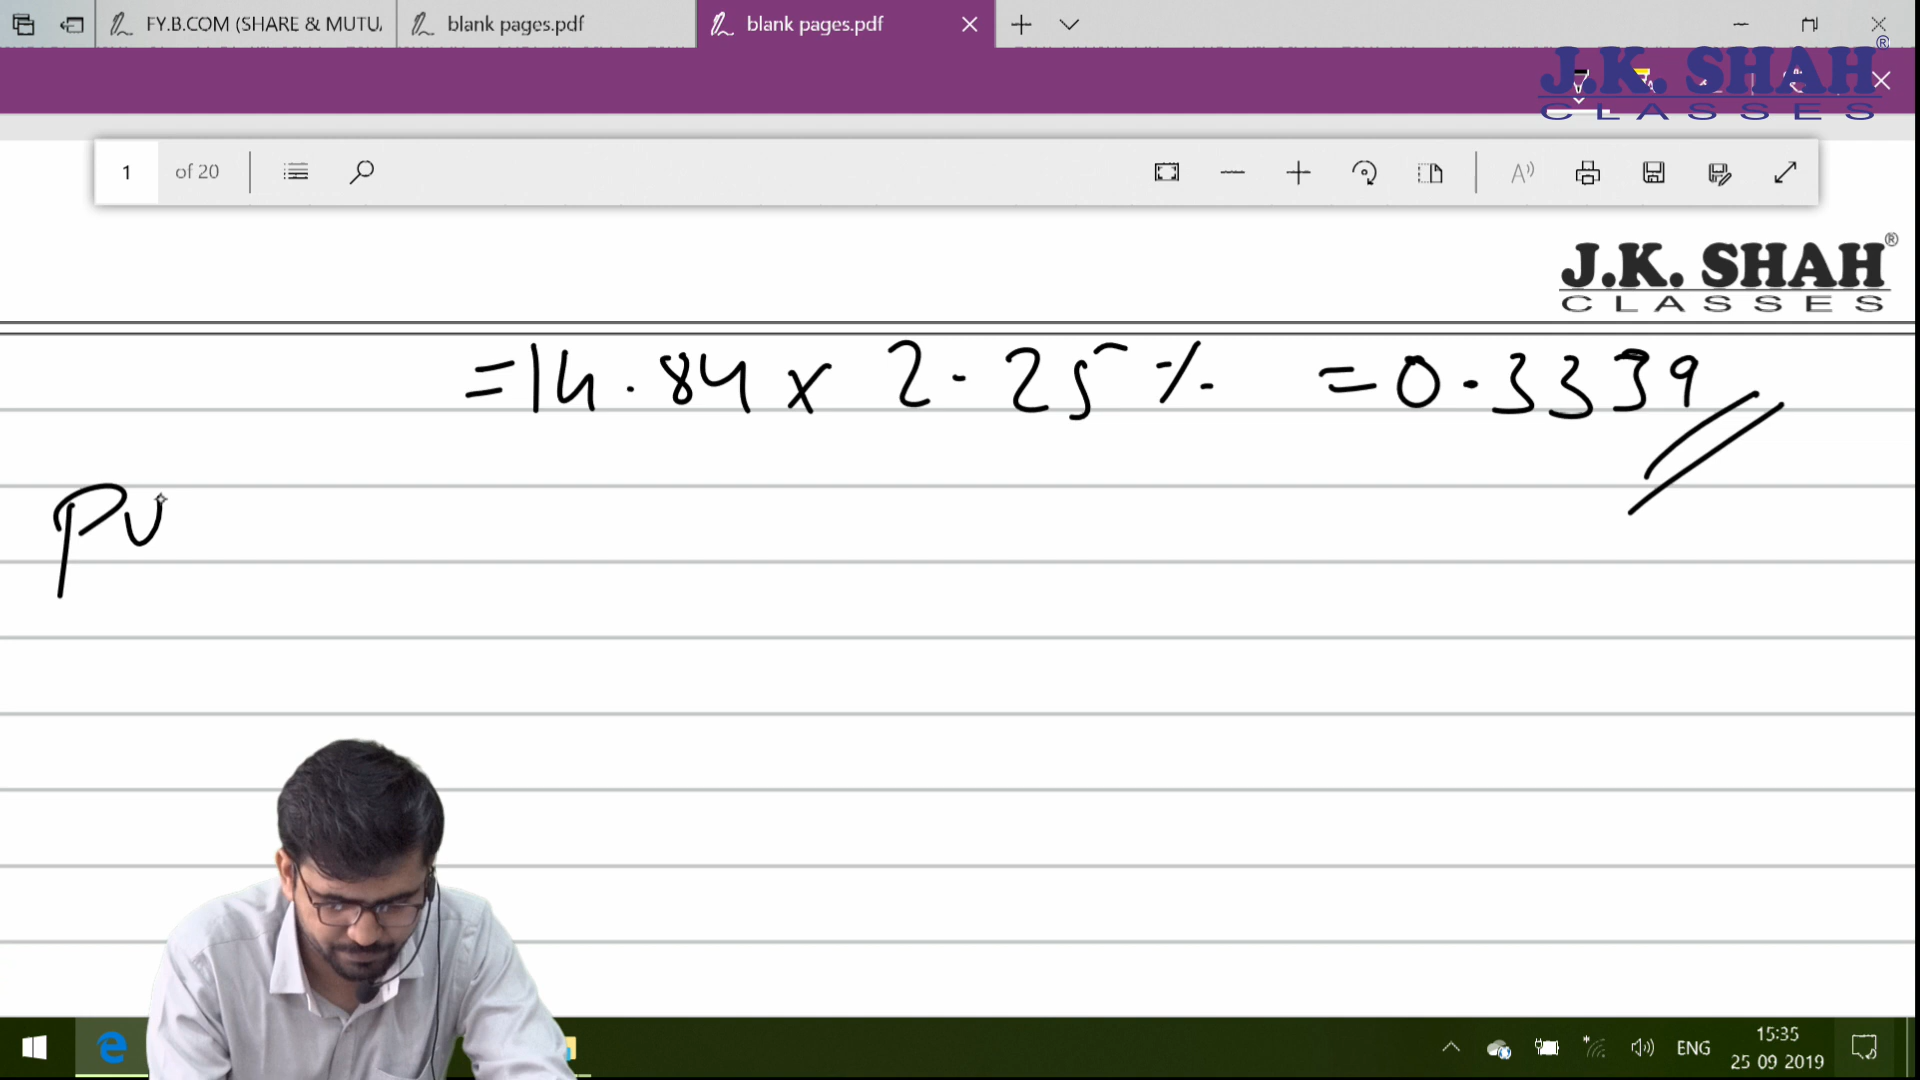 FY.B.COM (SHARE & MUTU
blank pages.pdf
blank pages.pdf
J.K. SHAH®
CLASSES
1 of 20
J.K. SHAH®
CLASSES
=14.84 x 2.25% =0.3339
PU
ENG
15:35
25 09 2019